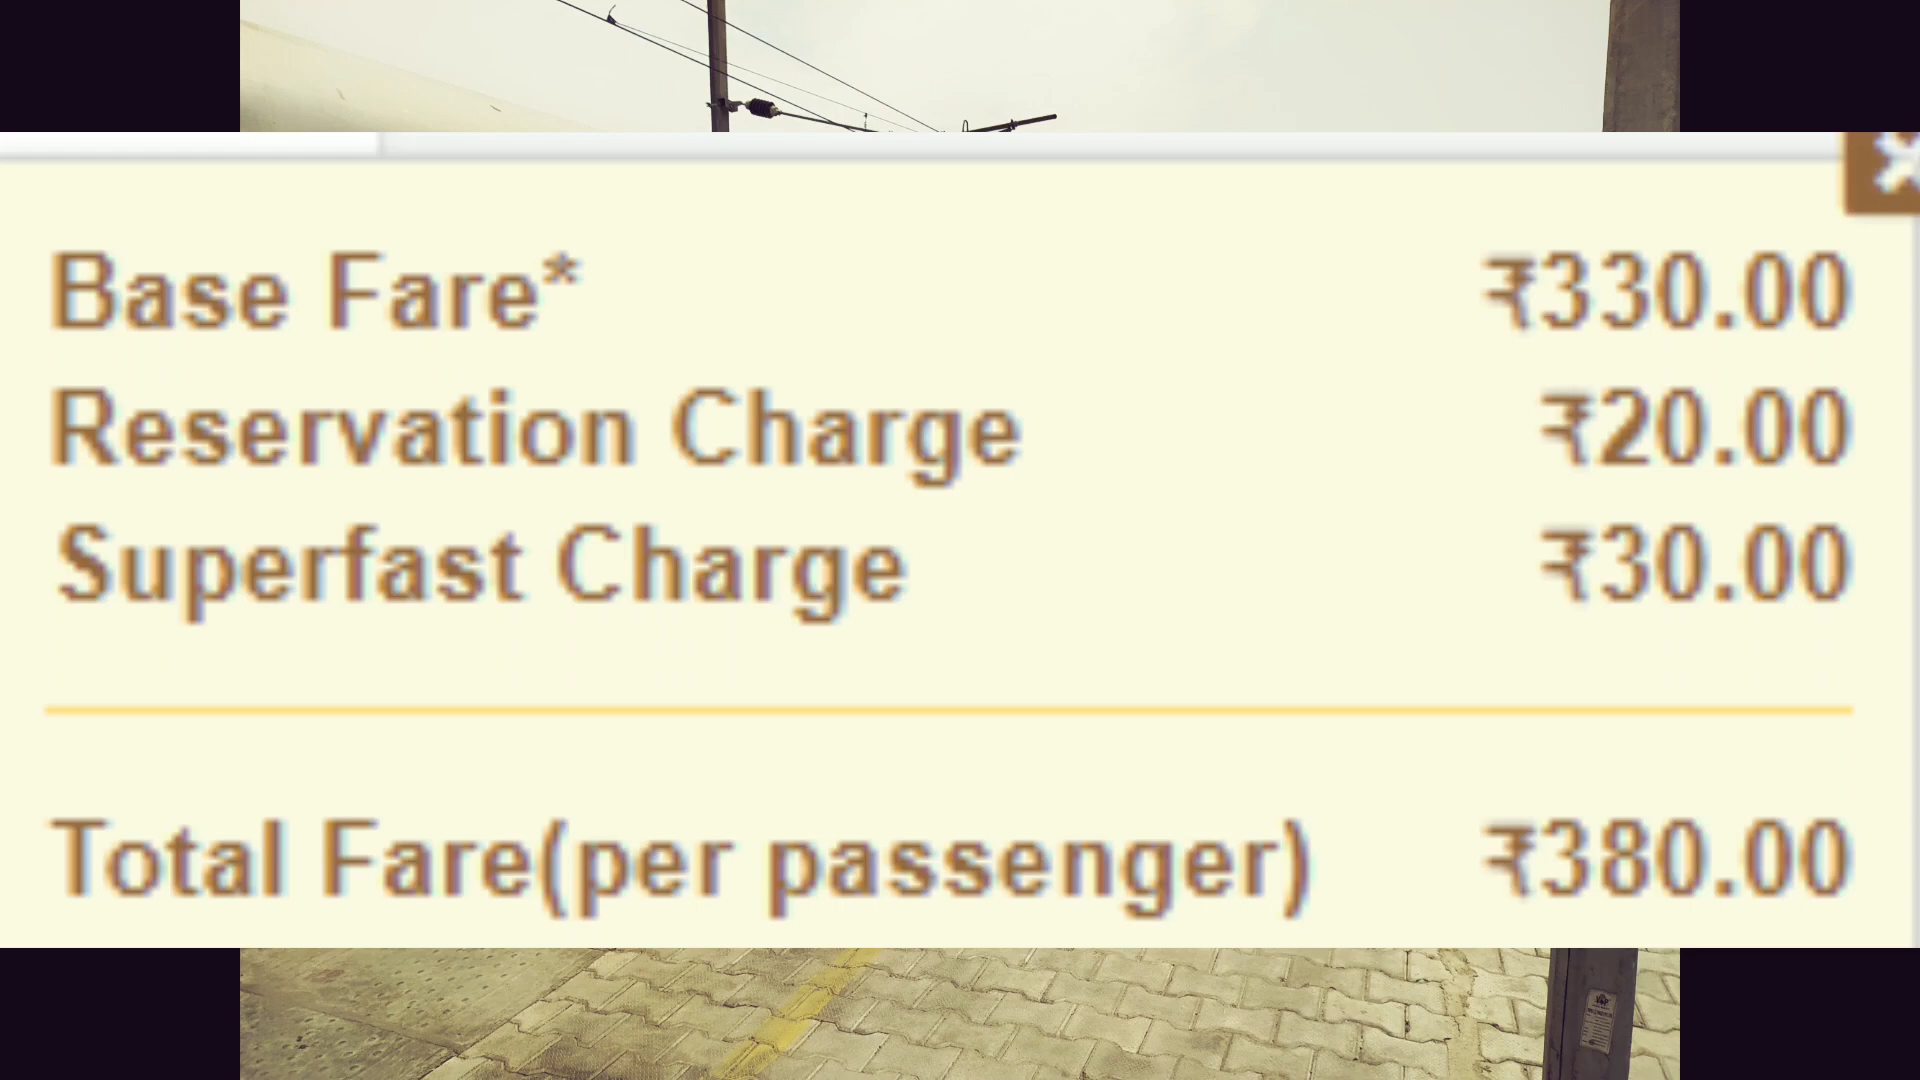 Base Fare* ₹330.00
Reservation Charge ₹20.00
Superfast Charge ₹30.00
Total Fare(per passenger) ₹380.00